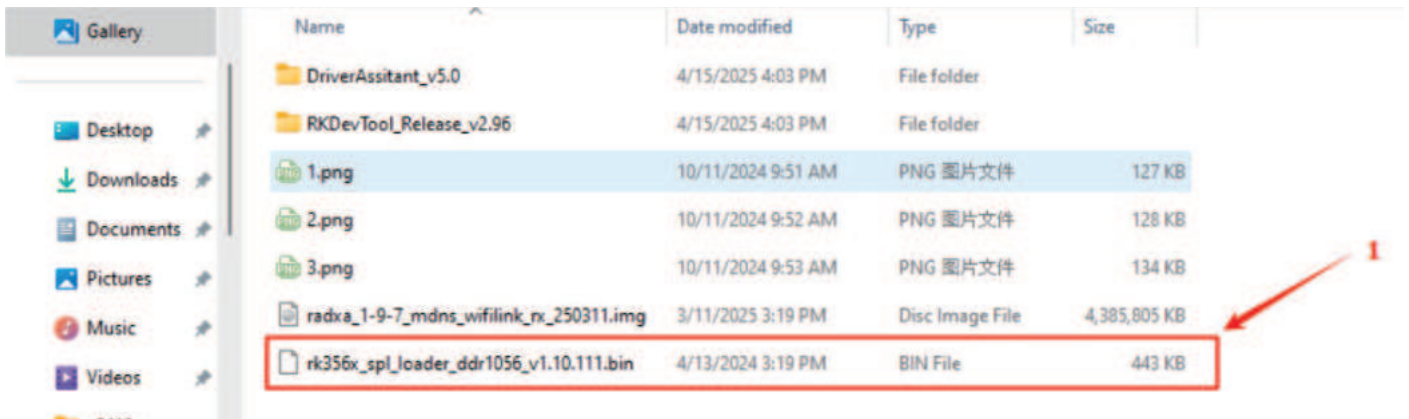 Gallery
Name Date modified Type Size
DriverAssitant_v5.0 4/15/2025 4:03 PM File folder
Desktop RKDevTool_Release_v2.96 4/15/2025 4:03 PM File folder
Downloads 1.png 10/11/2024 9:51 AM PNG 图片文件 127 KB
Documents 2.png 10/11/2024 9:52 AM PNG 图片文件 128 KB
Pictures 3.png 10/11/2024 9:53 AM PNG 图片文件 134 KB
1
Music radxa_1-9-7_mdns_wifilink_rx_250311.img 3/11/2025 3:19 PM Disc Image File 4,385,805 KB
Videos rk356x_spl_loader_ddr1056_v1.10.111.bin 4/13/2024 3:19 PM BIN File 443 KB